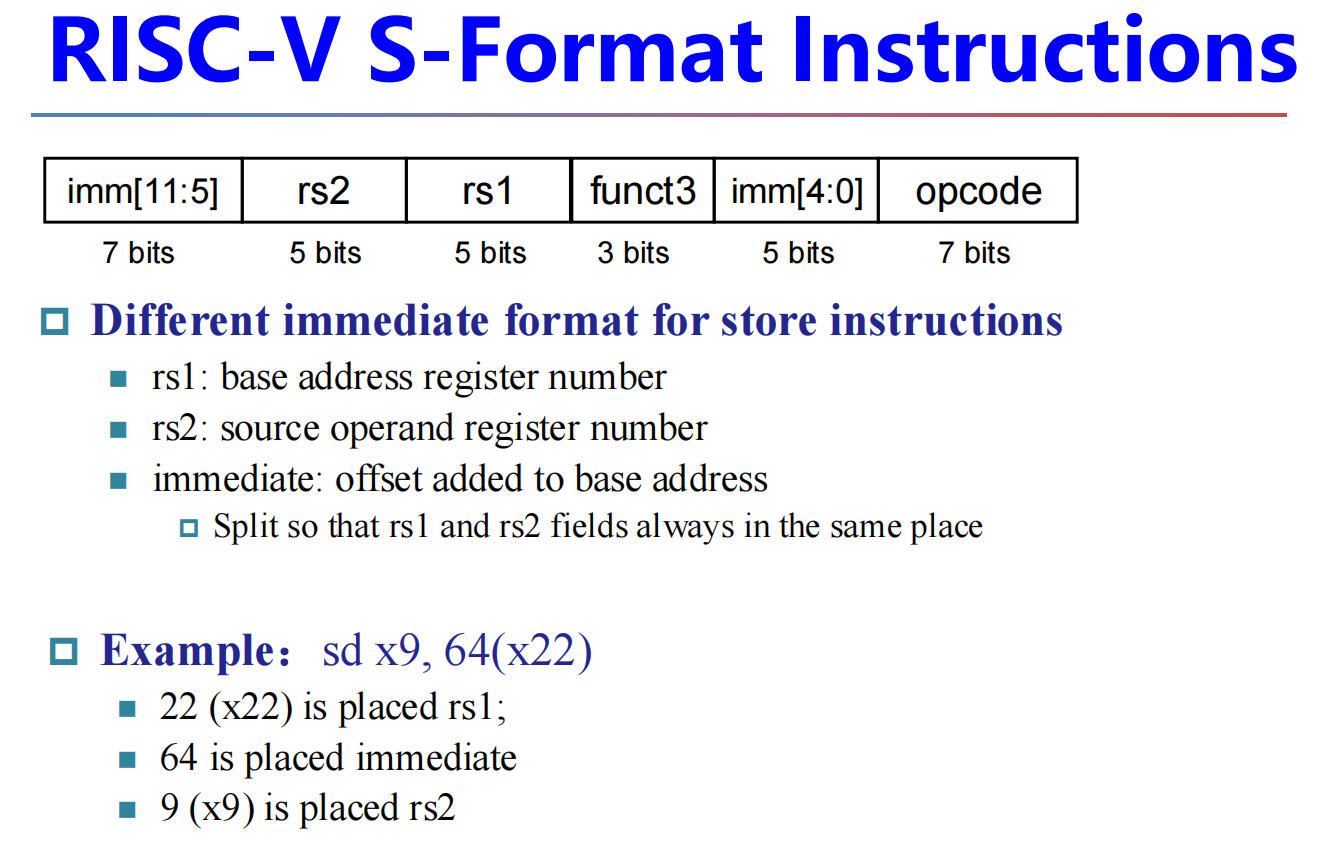 RISC-V S-Format Instructions
imm[11:5] rs2 rs1 funct3 imm[4:0] opcode
7 bits 5 bits 5 bits 3 bits 5 bits 7 bits
Different immediate format for store instructions
rs1: base address register number
rs2: source operand register number
immediate: offset added to base address
Split so that rs1 and rs2 fields always in the same place
Example：sd x9, 64(x22)
22 (x22) is placed rs1;
64 is placed immediate
9 (x9) is placed rs2